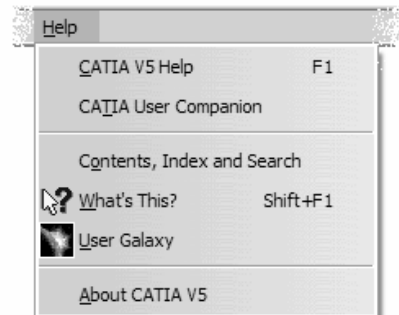 Help
CATIA V5 Help F1
CATIA User Companion
Contents, Index and Search
What's This? Shift+F1
User Galaxy
About CATIA V5